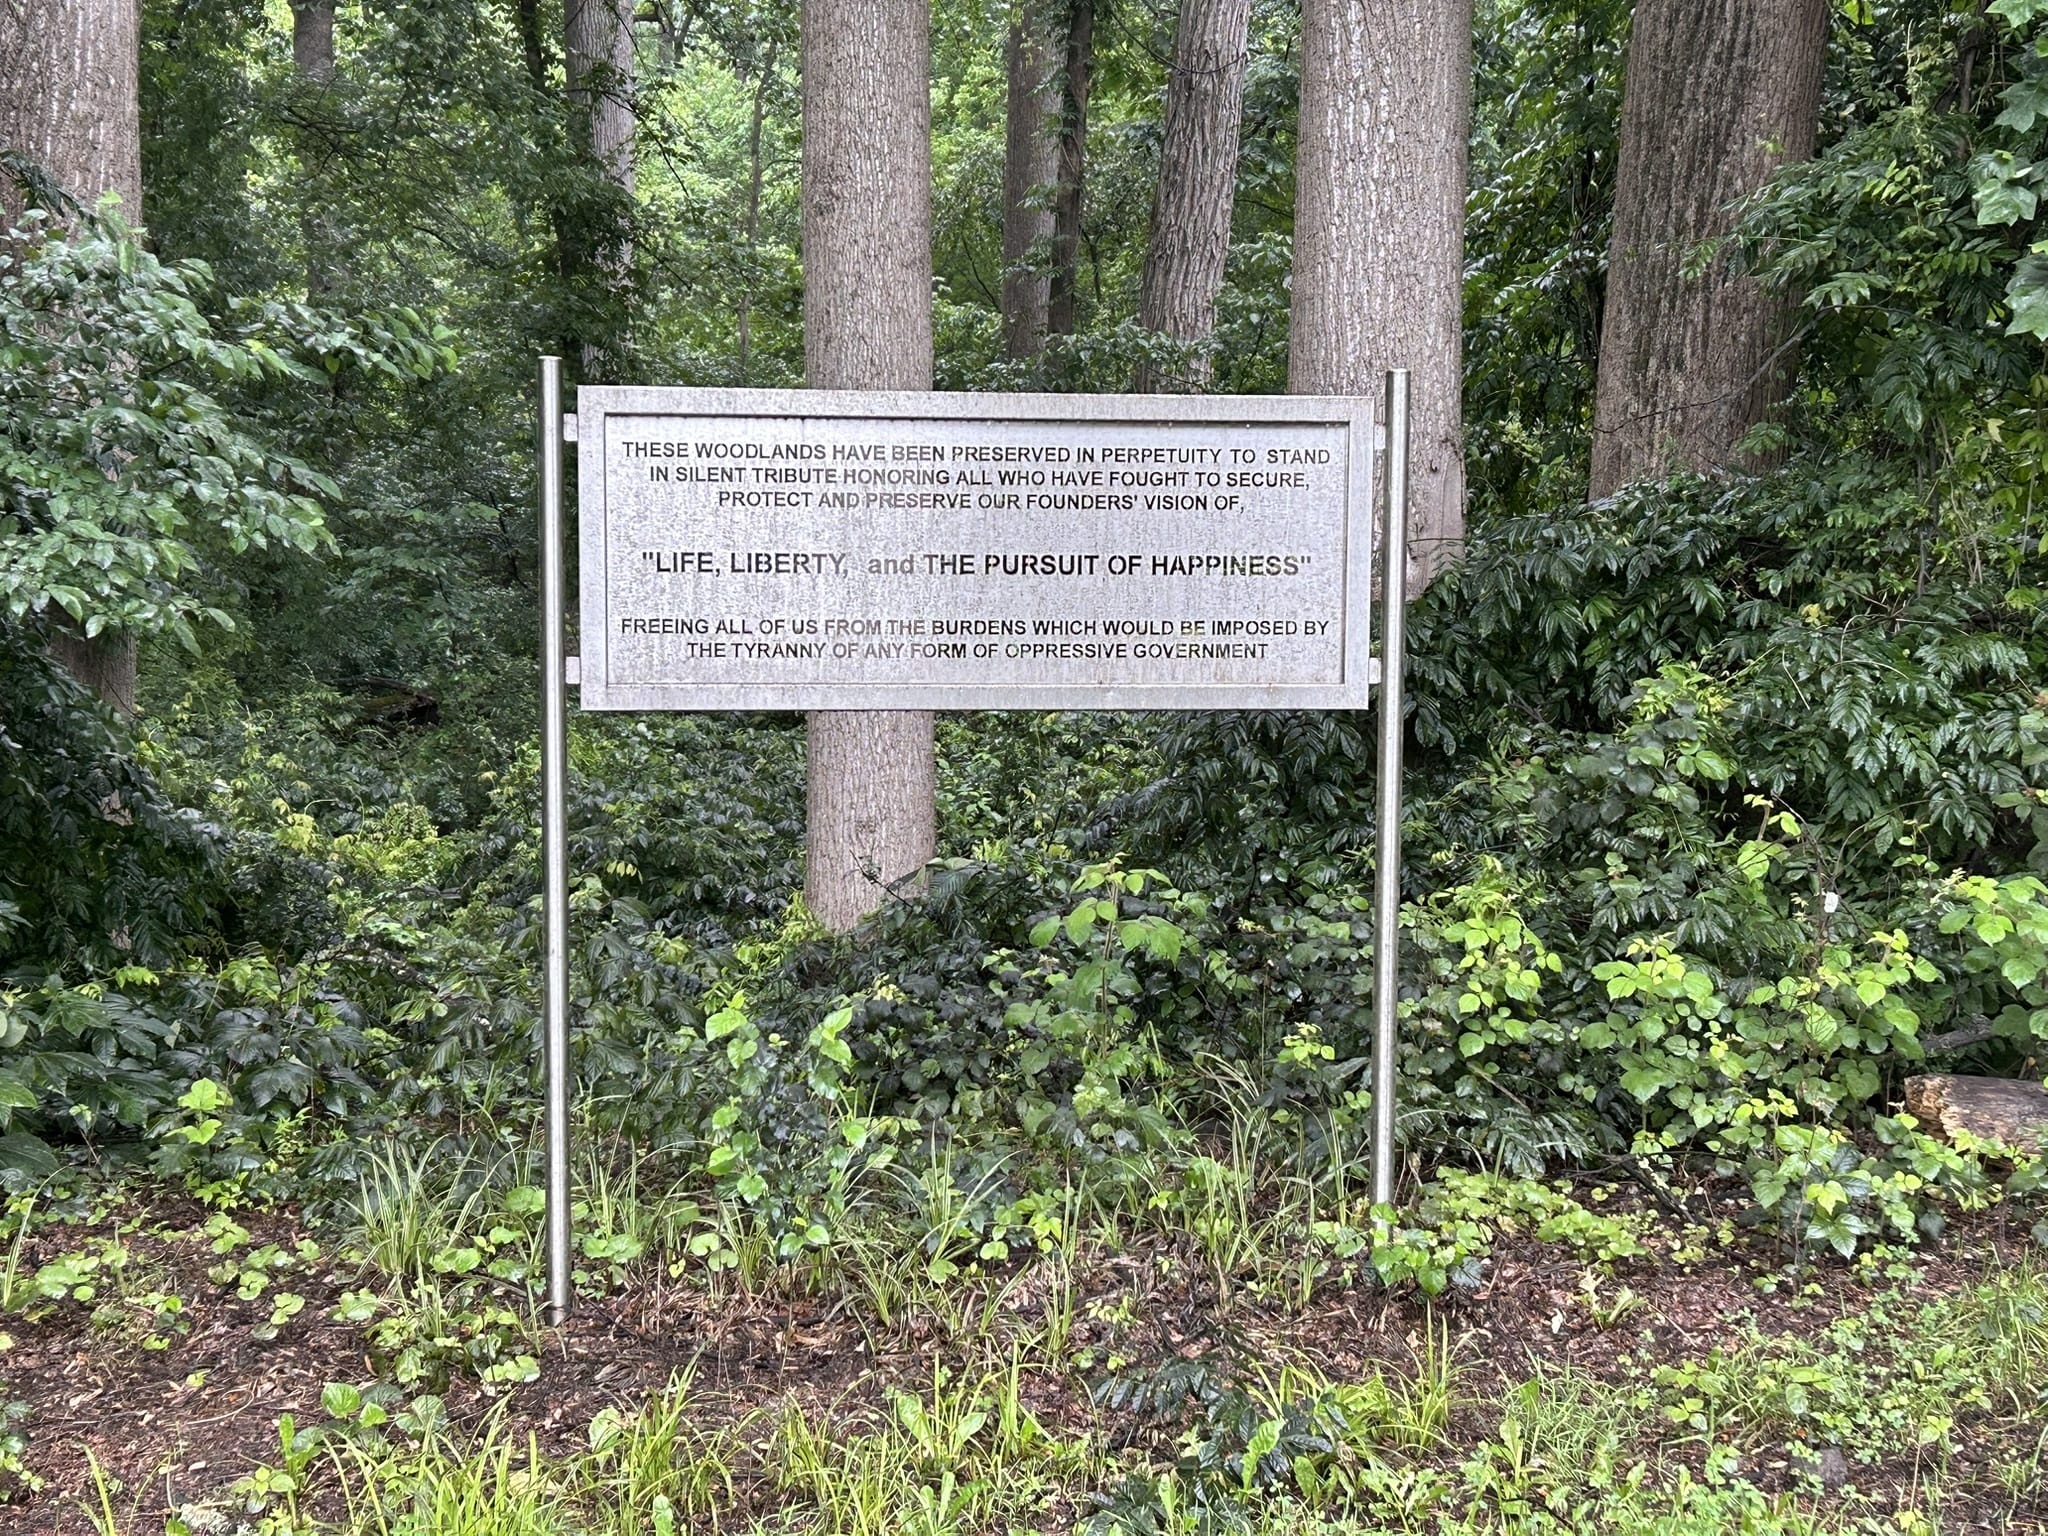 THESE WOODLANDS HAVE BEEN PRESERVED IN PERPETUITY TO STAND
IN SILENT TRIBUTE HONORING ALL WHO HAVE FOUGHT TO SECURE,
PROTECT AND PRESERVE OUR FOUNDERS' VISION OF,
"LIFE, LIBERTY, and THE PURSUIT OF HAPPINESS"
FREEING ALL OF US FROM THE BURDENS WHICH WOULD BE IMPOSED BY
THE TYRANNY OF ANY FORM OF OPPRESSIVE GOVERNMENT